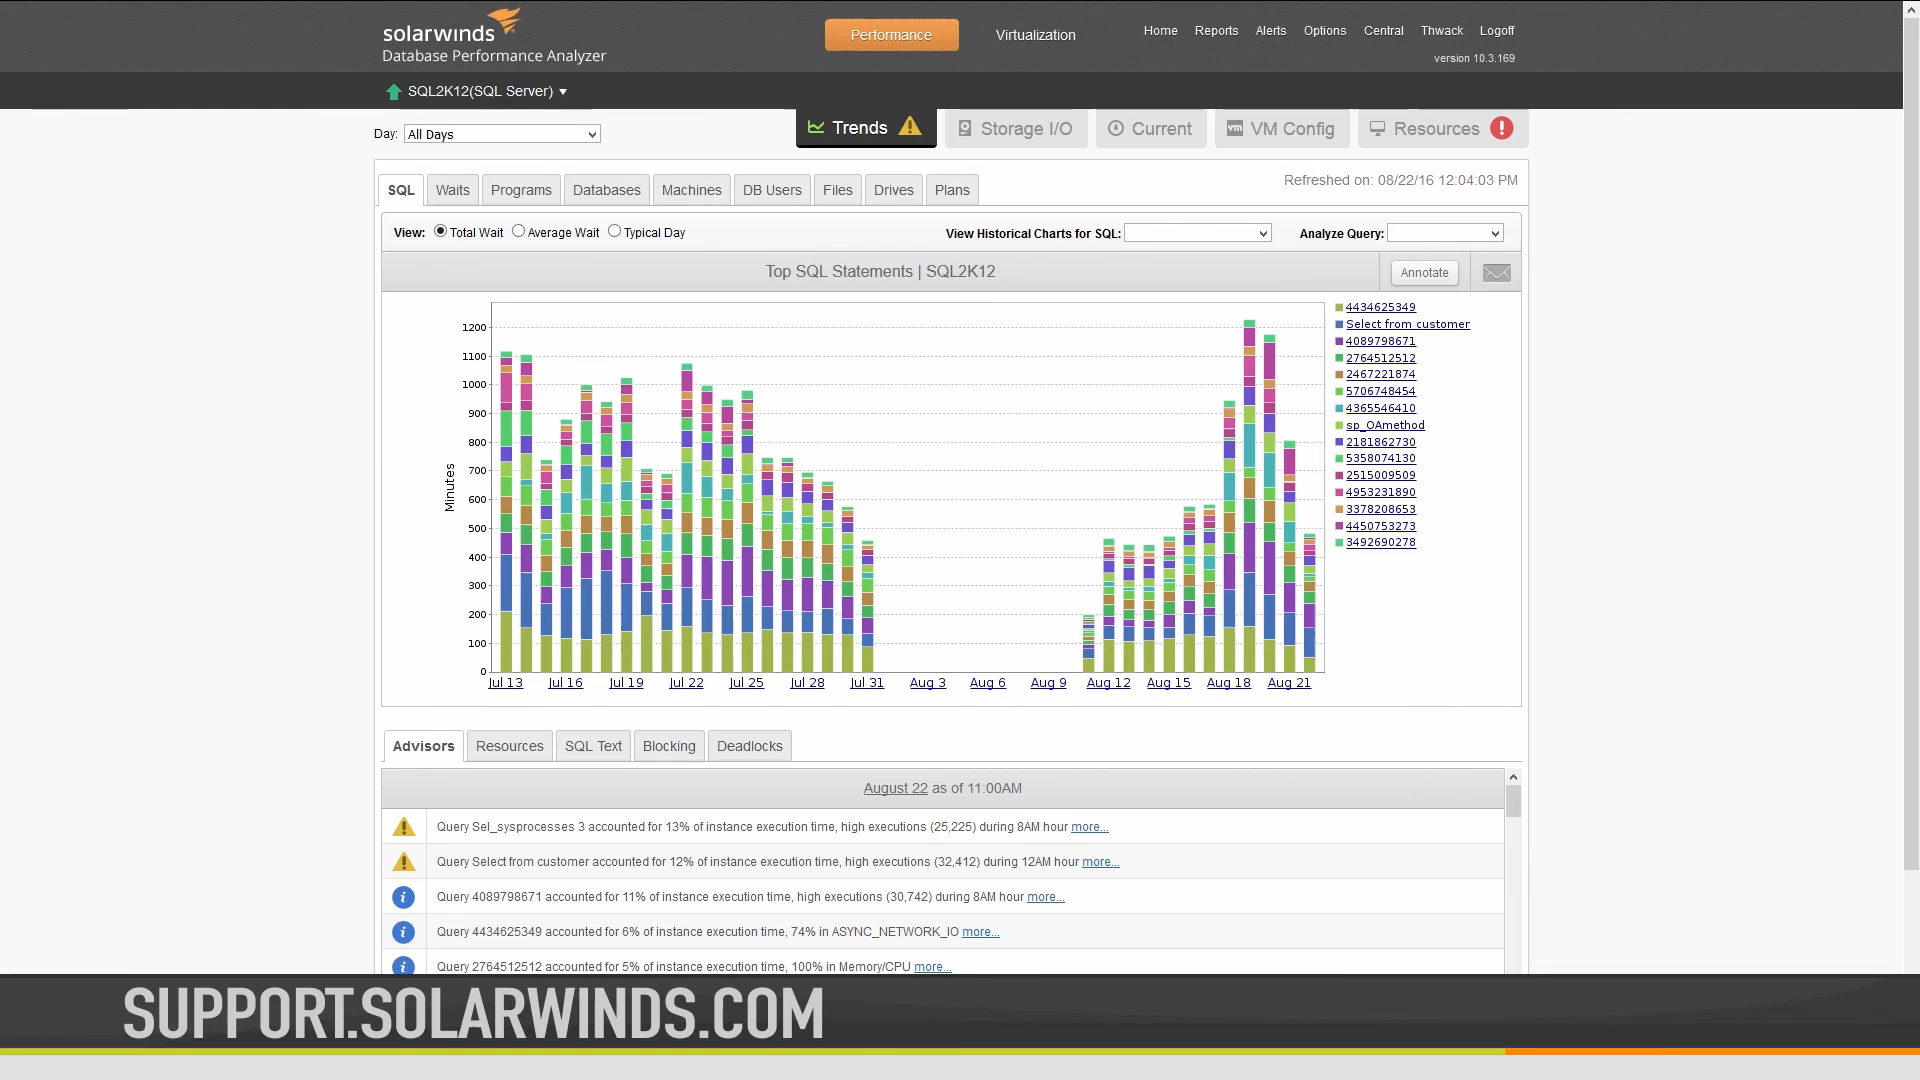 solarwinds
Database Performance Analyzer
Performance
Virtualization
Home Reports Alerts Options Central Thwack Logoff
version 10.3.169
SQL2K12(SQL Server)
Day: All Days
Trends
Storage I/O
Current
vm VM Config
Resources
SQL Waits Programs Databases Machines DB Users Files Drives Plans
Refreshed on: 08/22/16 12:04:03 PM
View: Total Wait Average Wait Typical Day
View Historical Charts for SQL:
Analyze Query:
Top SQL Statements | SQL2K12
Annotate
Minutes
1200
1100
1000
900
800
700
600
500
400
300
200
100
0
Jul 13 Jul 16 Jul 19 Jul 22 Jul 25 Jul 28 Jul 31 Aug 3 Aug 6 Aug 9 Aug 12 Aug 15 Aug 18 Aug 21
4434625349
Select from customer
4089798671
2764512512
2467221874
5706748454
4365546410
sp_OAmethod
2181862730
5358074130
2515009509
4953231890
3378208653
4450753273
3492690278
Advisors Resources SQL Text Blocking Deadlocks
August 22 as of 11:00AM
Query Sel_sysprocesses 3 accounted for 13% of instance execution time, high executions (25,225) during 8AM hour more...
Query Select from customer accounted for 12% of instance execution time, high executions (32,412) during 12AM hour more...
Query 4089798671 accounted for 11% of instance execution time, high executions (30,742) during 8AM hour more...
Query 4434625349 accounted for 6% of instance execution time, 74% in ASYNC_NETWORK_IO more...
Query 2764512512 accounted for 5% of instance execution time, 100% in Memory/CPU more...
SUPPORT.SOLARWINDS.COM